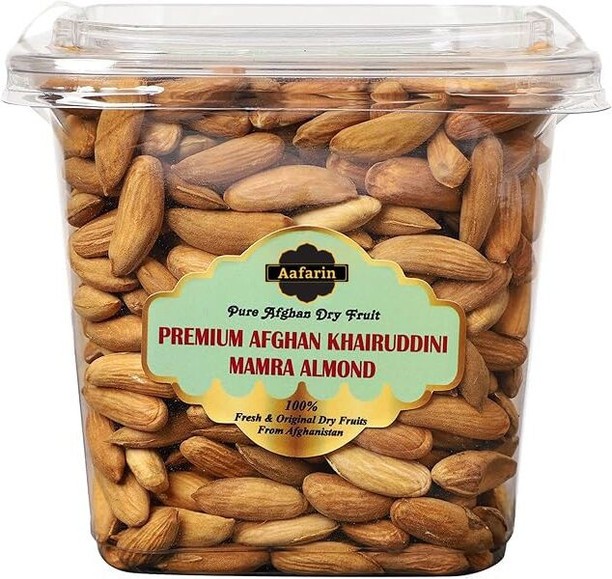 Aafarin
Pure Afghan Dry Fruit
PREMIUM AFGHAN KHAIRUDDINI
MAMRA ALMOND
100%
Fresh & Original Dry Fruits
From Afghanistan